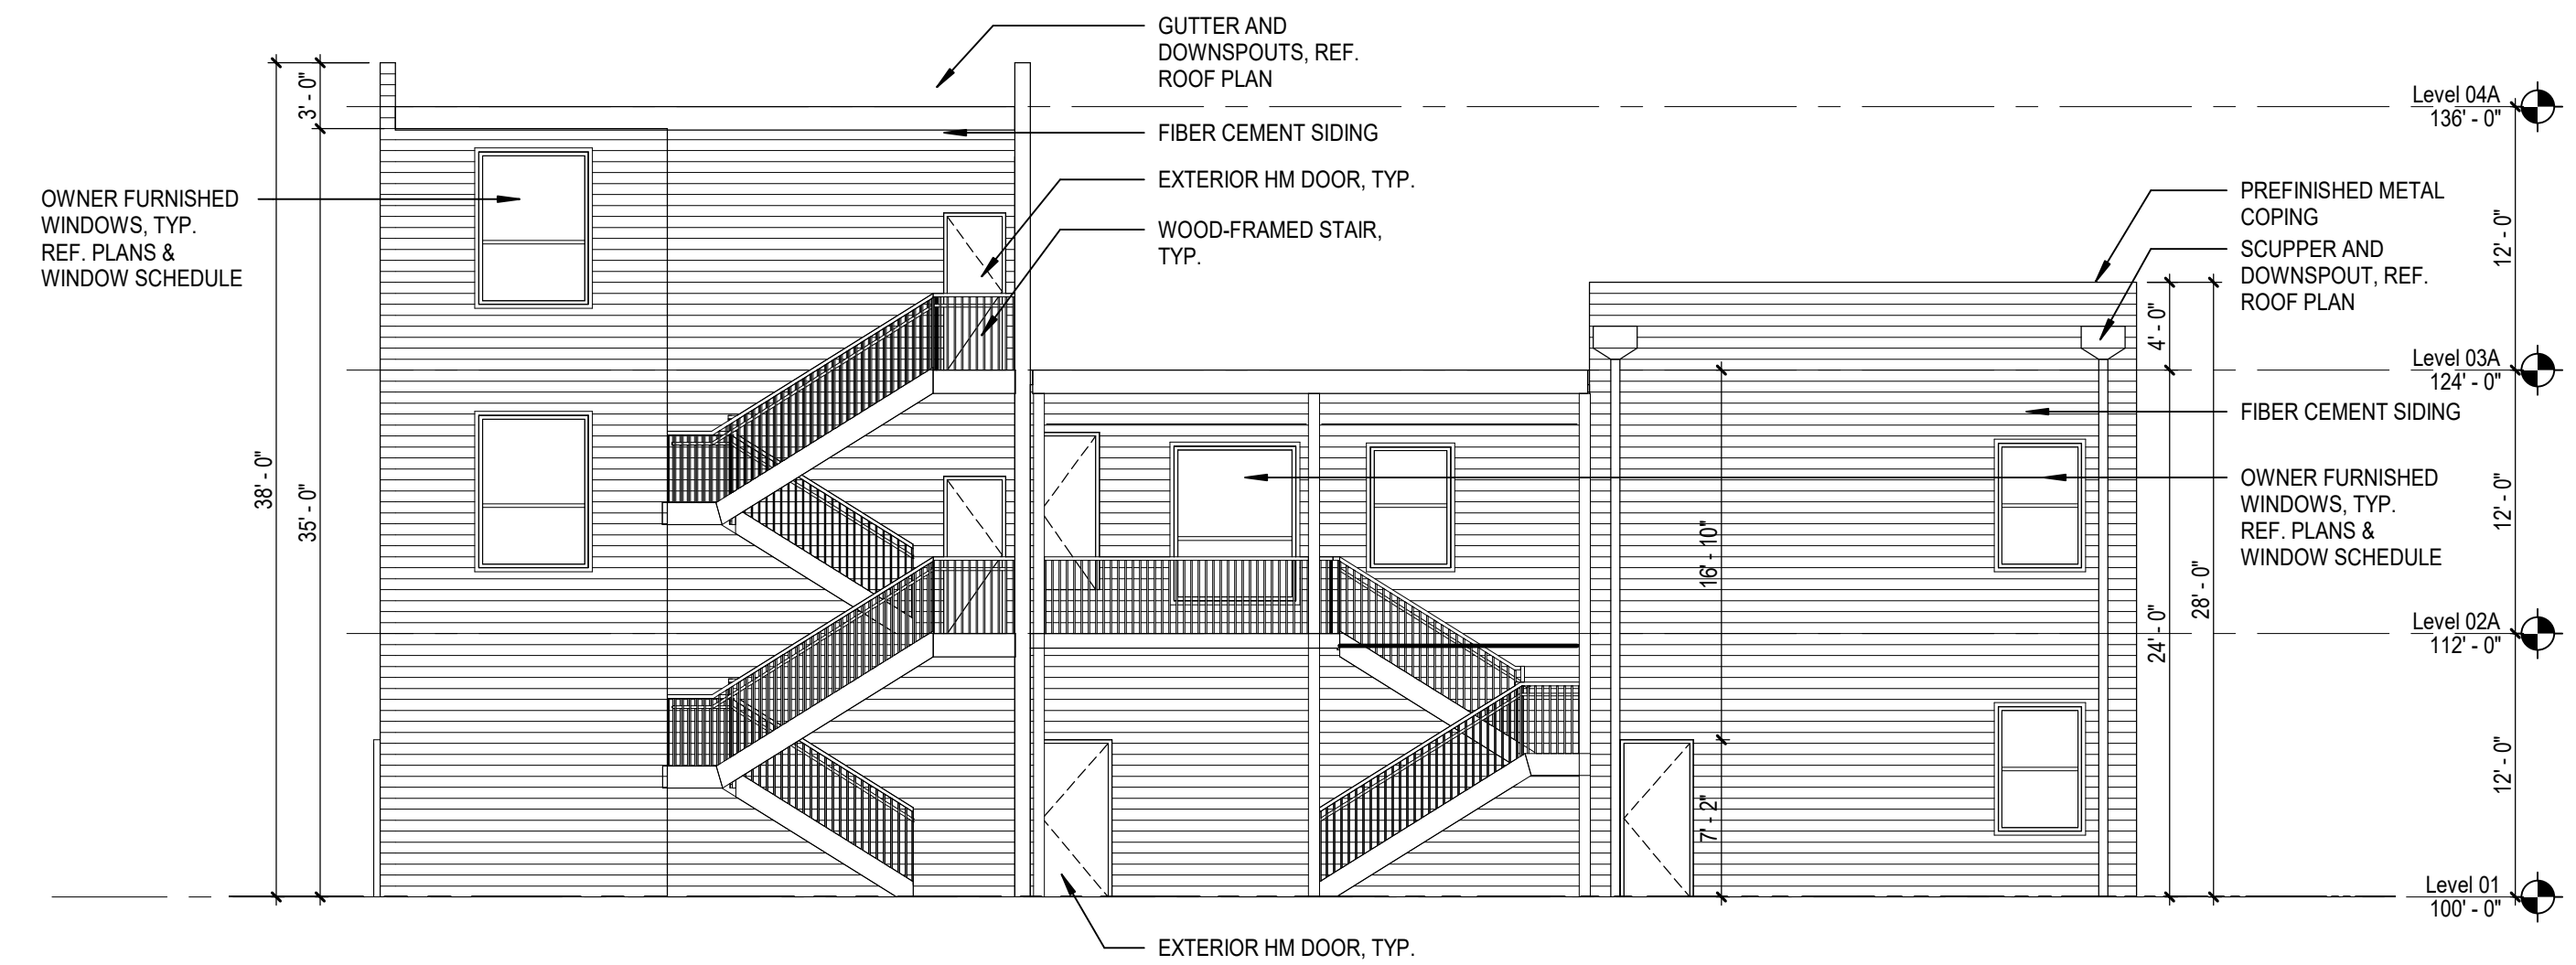 GUTTER AND
DOWNSPOUTS, REF.
ROOF PLAN
FIBER CEMENT SIDING
EXTERIOR HM DOOR, TYP.
WOOD-FRAMED STAIR,
TYP.
OWNER FURNISHED
WINDOWS, TYP.
REF. PLANS &
WINDOW SCHEDULE
3' - 0"
38' - 0"
35' - 0"
Level 04A
136' - 0"
PREFINISHED METAL
COPING
SCUPPER AND
DOWNSPOUT, REF.
ROOF PLAN
12' - 0"
4' - 0"
Level 03A
124' - 0"
FIBER CEMENT SIDING
OWNER FURNISHED
WINDOWS, TYP.
REF. PLANS &
WINDOW SCHEDULE
12' - 0"
16' - 10"
28' - 0"
24' - 0"
Level 02A
112' - 0"
12' - 0"
7' - 2"
Level 01
100' - 0"
EXTERIOR HM DOOR, TYP.